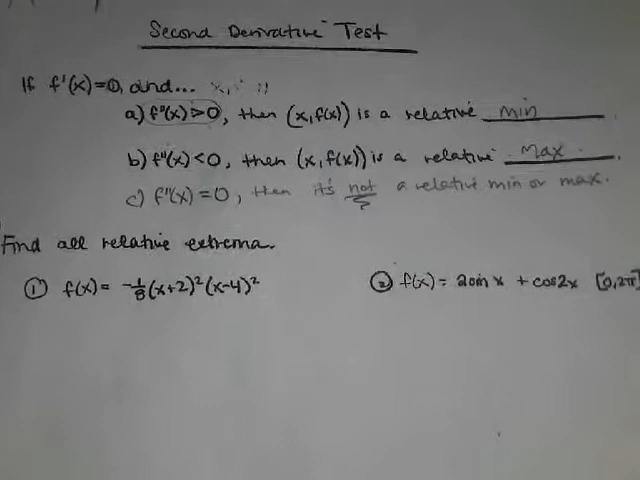 Second Derivative Test
If f'(x)=0, and...
a) f"(x) > 0, then (x, f(x)) is a relative min
b) f"(x) < 0, then (x, f(x)) is a relative max.
c) f"(x) = 0, then it's not a relative min or max.
?
Find all relative extrema.
① f(x) = -1/8(x+2)²(x-4)²
② f(x) = 2sin x + cos2x [0, 2π]